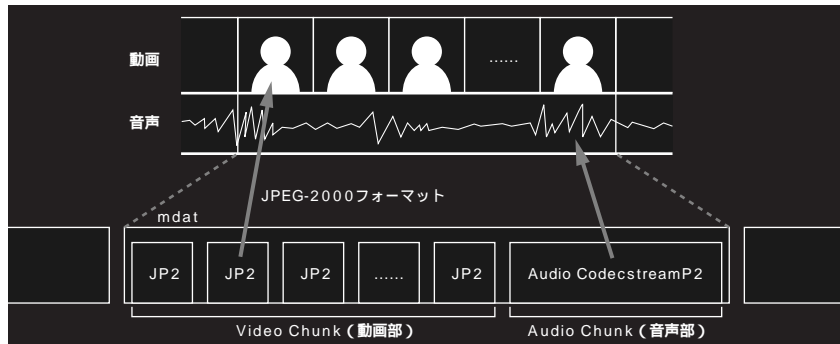 動画
……
音声
JPEG-2000フォーマット
mdat
JP2 JP2 JP2 …… JP2 Audio CodecstreamP2
Video Chunk(動画部) Audio Chunk(音声部)